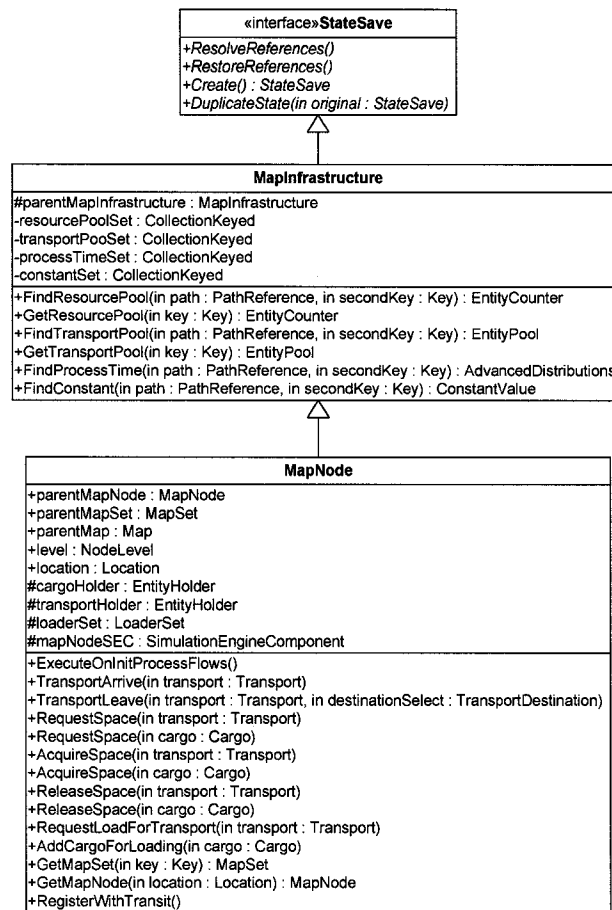 «interface»StateSave
+ResolveReferences()
+RestoreReferences()
+Create() : StateSave
+DuplicateState(in original : StateSave)
MapInfrastructure
#parentMapInfrastructure : MapInfrastructure
-resourcePoolSet : CollectionKeyed
-transportPooSet : CollectionKeyed
-processTimeSet : CollectionKeyed
-constantSet : CollectionKeyed
+FindResourcePool(in path : PathReference, in secondKey : Key) : EntityCounter
+GetResourcePool(in key : Key) : EntityCounter
+FindTransportPool(in path : PathReference, in secondKey : Key) : EntityPool
+GetTransportPool(in key : Key) : EntityPool
+FindProcessTime(in path : PathReference, in secondKey : Key) : AdvancedDistributions
+FindConstant(in path : PathReference, in secondKey : Key) : ConstantValue
MapNode
+parentMapNode : MapNode
+parentMapSet : MapSet
+parentMap : Map
+level : NodeLevel
+location : Location
#cargoHolder : EntityHolder
#transportHolder : EntityHolder
#loaderSet : LoaderSet
#mapNodeSEC : SimulationEngineComponent
+ExecuteOnInitProcessFlows()
+TransportArrive(in transport : Transport)
+TransportLeave(in transport : Transport, in destinationSelect : TransportDestination)
+RequestSpace(in transport : Transport)
+RequestSpace(in cargo : Cargo)
+AcquireSpace(in transport : Transport)
+AcquireSpace(in cargo : Cargo)
+ReleaseSpace(in transport : Transport)
+ReleaseSpace(in cargo : Cargo)
+RequestLoadForTransport(in transport : Transport)
+AddCargoForLoading(in cargo : Cargo)
+GetMapSet(in key : Key) : MapSet
+GetMapNode(in location : Location) : MapNode
+RegisterWithTransit()